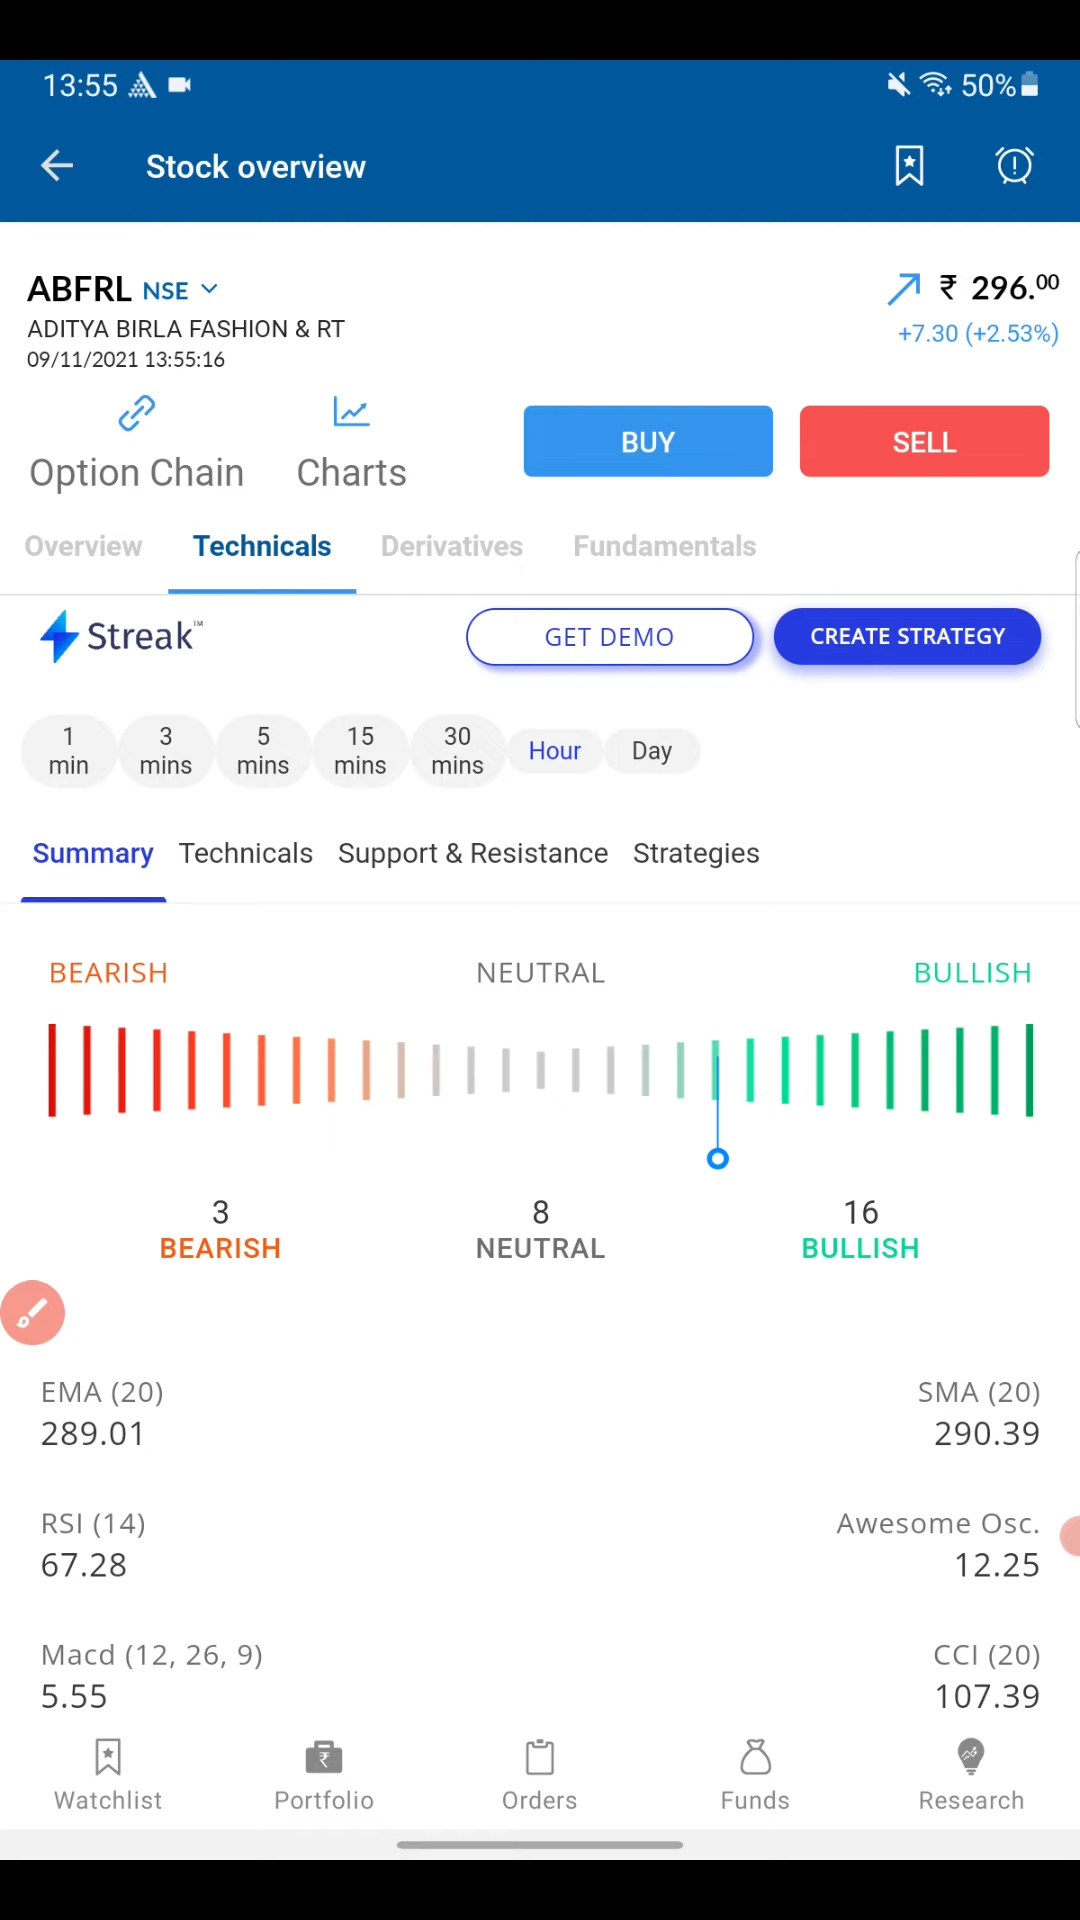 13:55 50%
Stock overview
ABFRL NSE ₹ 296.00
ADITYA BIRLA FASHION & RT +7.30 (+2.53%)
09/11/2021 13:55:16
Option Chain Charts BUY SELL
Overview Technicals Derivatives Fundamentals
Streak™ GET DEMO CREATE STRATEGY
1 min 3 mins 5 mins 15 mins 30 mins Hour Day
Summary Technicals Support & Resistance Strategies
BEARISH NEUTRAL BULLISH
3 8 16
BEARISH NEUTRAL BULLISH
EMA (20) SMA (20)
289.01 290.39
RSI (14) Awesome Osc.
67.28 12.25
Macd (12, 26, 9) CCI (20)
5.55 107.39
Watchlist Portfolio Orders Funds Research